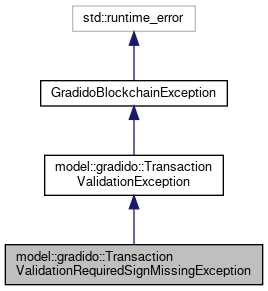 std::runtime_error
GradidoBlockchainException
model::gradido::Transaction
ValidationException
model::gradido::Transaction
ValidationRequiredSignMissingException